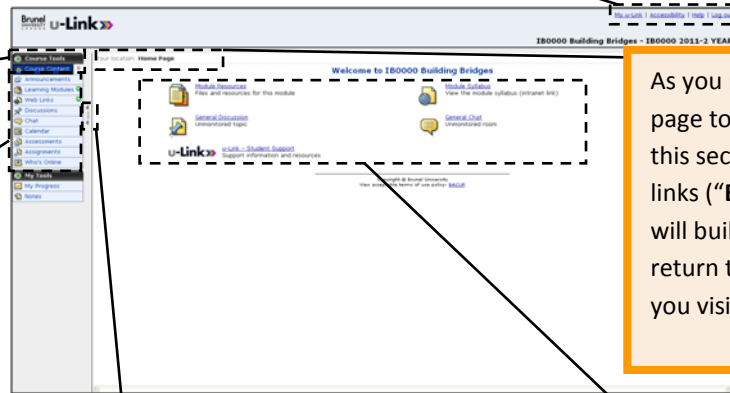 Brunel
UNIVERSITY
u-Link
My u-Link | Accessibility | Help | Log out
IB0000 Building Bridges - IB0000 2011-2 YEAR
Course Tools
Course Content
Announcements
Learning Modules
Web Links
Discussions
Chat
Calendar
Assessments
Assignments
Who's Online
My Tools
My Progress
Notes
Your location: Home Page
Welcome to IB0000 Building Bridges
Module Resources
Files and resources for this module
Module Syllabus
View the module syllabus (intranet link)
General Discussion
Unmonitored topic
General Chat
Unmonitored room
u-Link
u-Link - Student Support
Support information and resources
Copyright © Brunel University
View acceptable terms of use policy: BACUP
As you
page to
this sec
links ("
will buil
return t
you visi